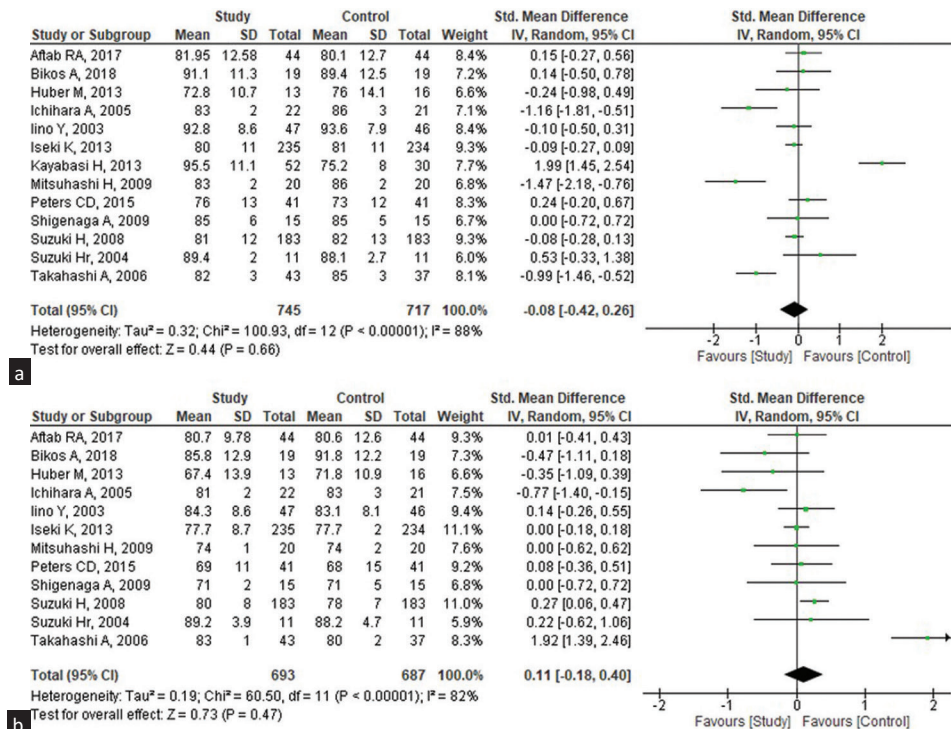 Study Control Std. Mean Difference Std. Mean Difference
Study or Subgroup Mean SD Total Mean SD Total Weight IV, Random, 95% CI IV, Random, 95% CI
Aftab RA, 2017 81.95 12.58 44 80.1 12.7 44 8.4% 0.15 [-0.27, 0.56]
Bikos A, 2018 91.1 11.3 19 89.4 12.5 19 7.3% 0.14 [-0.50, 0.78]
Huber M, 2013 72.8 10.7 13 76 14.1 16 6.8% -0.24 [-0.98, 0.49]
Ichihara A, 2005 83 2 22 86 3 21 7.2% -1.16 [-1.81, -0.51]
Iino Y, 2003 92.8 8.6 47 93.6 7.9 46 8.4% -0.10 [-0.50, 0.31]
Iseki K, 2013 80 11 235 81 11 234 9.3% -0.09 [-0.27, 0.09]
Kayabasi H, 2013 95.5 11.1 52 75.2 8 30 7.8% 1.99 [1.45, 2.54]
Mitsuhashi H, 2009 83 2 20 86 2 20 6.9% -1.47 [-2.18, -0.76]
Peters CD, 2015 76 13 41 73 12 41 8.3% 0.24 [-0.20, 0.67]
Shigenaga A, 2009 85 6 15 85 5 15 6.9% 0.00 [-0.72, 0.72]
Suzuki H, 2008 81 12 183 82 13 183 9.3% -0.08 [-0.28, 0.13]
Suzuki Hr, 2004 89.4 2 11 88.1 2.7 11 6.2% 0.53 [-0.33, 1.38]
Takahashi A, 2006 82 3 43 85 3 37 8.1% -0.99 [-1.46, -0.52]
Total (95% CI) 745 717 100.0% -0.08 [-0.42, 0.26]
Heterogeneity: Tau² = 0.32; Chi² = 100.93, df = 12 (P < 0.00001); I² = 88%
Test for overall effect: Z = 0.44 (P = 0.66)
-2 -1 0 1 2
Favours [Study] Favours [Control]
a
Study Control Std. Mean Difference Std. Mean Difference
Study or Subgroup Mean SD Total Mean SD Total Weight IV, Random, 95% CI IV, Random, 95% CI
Aftab RA, 2017 80.7 9.78 44 80.6 12.6 44 9.3% 0.01 [-0.41, 0.43]
Bikos A, 2018 85.8 12.9 19 91.8 12.2 19 7.3% -0.47 [-1.11, 0.18]
Huber M, 2013 67.4 13.9 13 71.8 10.9 16 6.6% -0.35 [-1.09, 0.39]
Ichihara A, 2005 81 2 22 83 3 21 7.5% -0.77 [-1.40, -0.15]
Iino Y, 2003 84.3 8.6 47 83.1 8.1 46 9.4% 0.14 [-0.26, 0.55]
Iseki K, 2013 77.7 8.7 235 77.7 2 234 11.1% 0.00 [-0.18, 0.18]
Mitsuhashi H, 2009 74 1 20 74 2 20 7.6% 0.00 [-0.62, 0.62]
Peters CD, 2015 69 11 41 68 15 41 9.2% 0.08 [-0.36, 0.51]
Shigenaga A, 2009 71 2 15 71 5 15 6.7% 0.00 [-0.72, 0.72]
Suzuki H, 2008 80 8 183 78 7 183 11.0% 0.27 [0.06, 0.47]
Suzuki Hr, 2004 89.2 3.9 11 88.2 4.7 11 5.9% 0.22 [-0.62, 1.06]
Takahashi A, 2006 83 1 43 80 2 37 8.3% 1.92 [1.39, 2.46]
Total (95% CI) 693 687 100.0% 0.11 [-0.18, 0.40]
Heterogeneity: Tau² = 0.19; Chi² = 60.50, df = 11 (P < 0.00001); I² = 82%
Test for overall effect: Z = 0.73 (P = 0.47)
-2 -1 0 1 2
Favours [Study] Favours [Control]
b